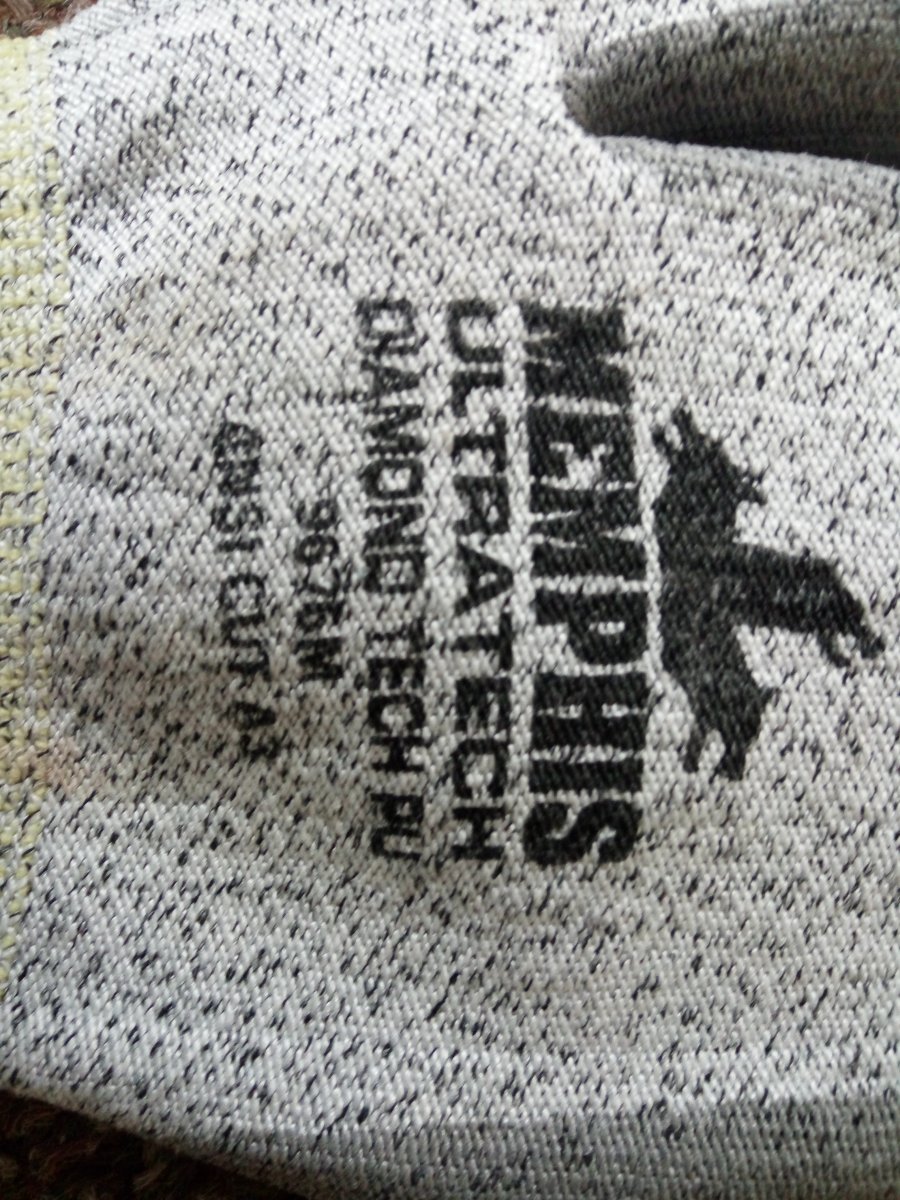 MEMPHIS
ULTRATECH
DIAMOND TECH PU
9676M
ANSI CUT A3